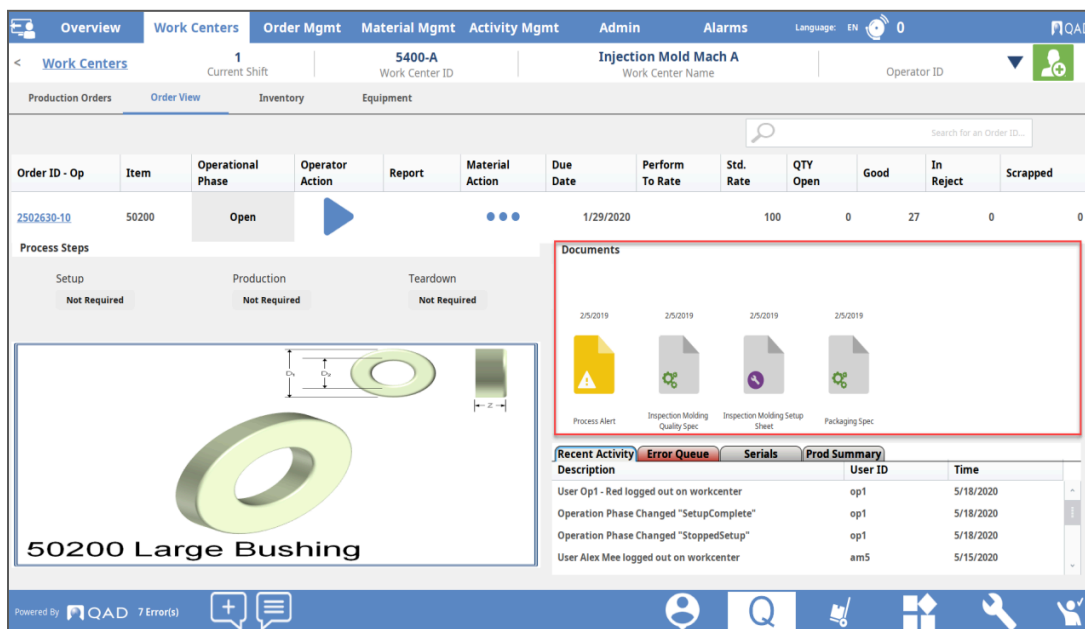 Overview Work Centers Order Mgmt Material Mgmt Activity Mgmt Admin Alarms Language: EN 0 QAD
< Work Centers 1 5400-A Injection Mold Mach A
Current Shift Work Center ID Work Center Name Operator ID
Production Orders Order View Inventory Equipment
Search for an Order ID...
Order ID - Op Item Operational Phase Operator Action Report Material Action Due Date Perform To Rate Std. Rate QTY Open Good In Reject Scrapped
2502630-10 50200 Open 1/29/2020 100 0 27 0 0
Process Steps
Setup Production Teardown
Not Required Not Required Not Required
D₁ D₂ Z
50200 Large Bushing
Documents
2/5/2019 2/5/2019 2/5/2019 2/5/2019
Process Alert Inspection Molding Quality Spec Inspection Molding Setup Sheet Packaging Spec
Recent Activity Error Queue Serials Prod Summary
Description User ID Time
User Op1 - Red logged out on workcenter op1 5/18/2020
Operation Phase Changed "SetupComplete" op1 5/18/2020
Operation Phase Changed "StoppedSetup" op1 5/18/2020
User Alex Mee logged out on workcenter am5 5/15/2020
Powered By QAD 7 Error(s) Q